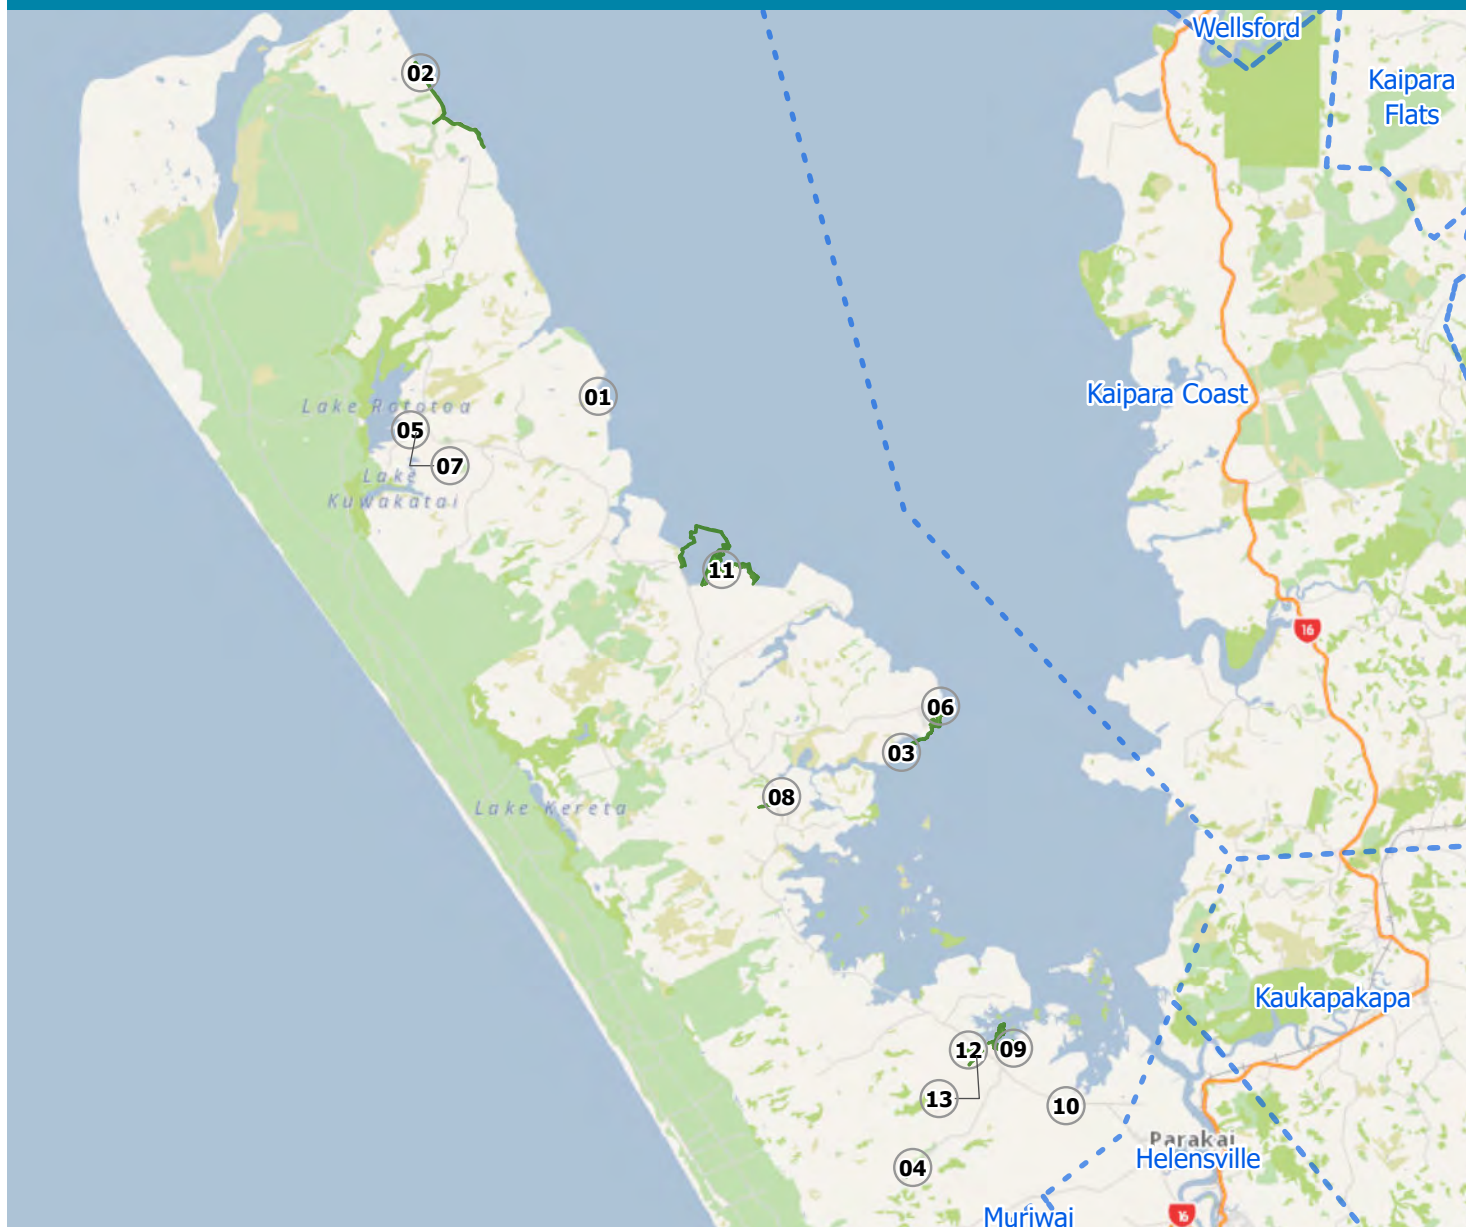 Wellsford
02
Kaipara
Flats
Kaipara Coast
01
Lake Rototoa
05
07
Lake
Kuwakatai
11
16
06
03
08
Lake Kereta
Kaukapakapa
12
09
13
10
Parakai
Helensville
04
Muriwai
16